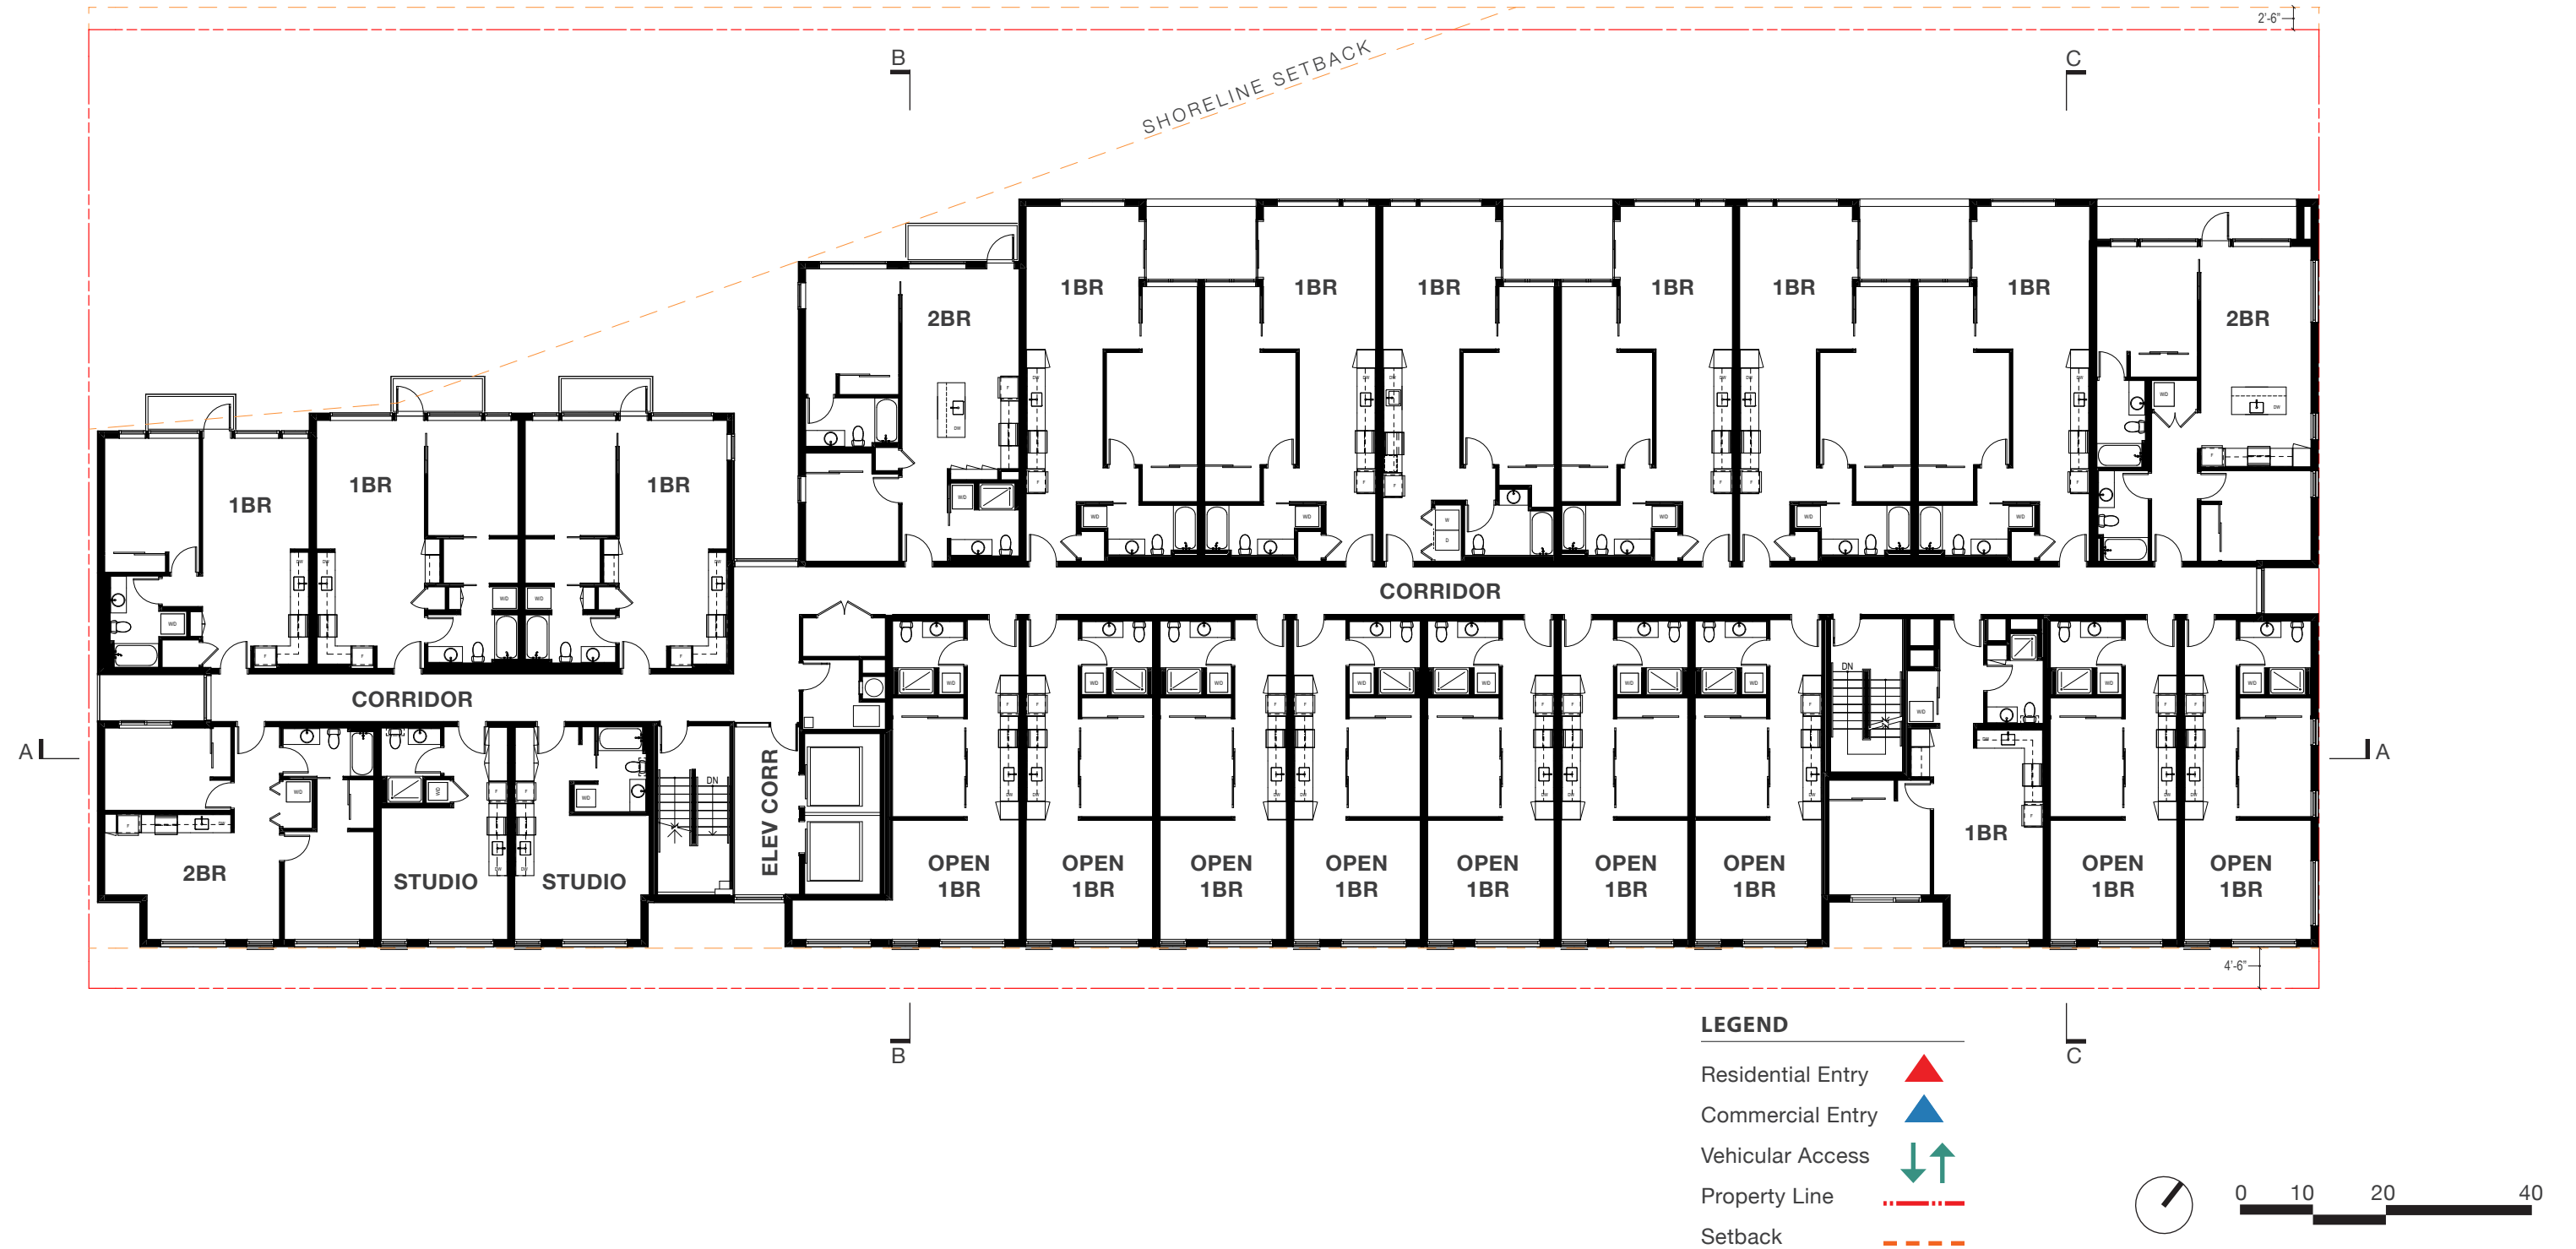 2'-6"
B
C
SHORELINE SETBACK
1BR
1BR
1BR
1BR
1BR
1BR
2BR
2BR
1BR
1BR
1BR
CORRIDOR
CORRIDOR
DN
DN
A
A
ELEV CORR
2BR
STUDIO
STUDIO
OPEN
1BR
OPEN
1BR
OPEN
1BR
OPEN
1BR
OPEN
1BR
OPEN
1BR
OPEN
1BR
1BR
OPEN
1BR
OPEN
1BR
4'-6"
B
C
LEGEND
Residential Entry
Commercial Entry
Vehicular Access
Property Line
Setback
0 10 20 40